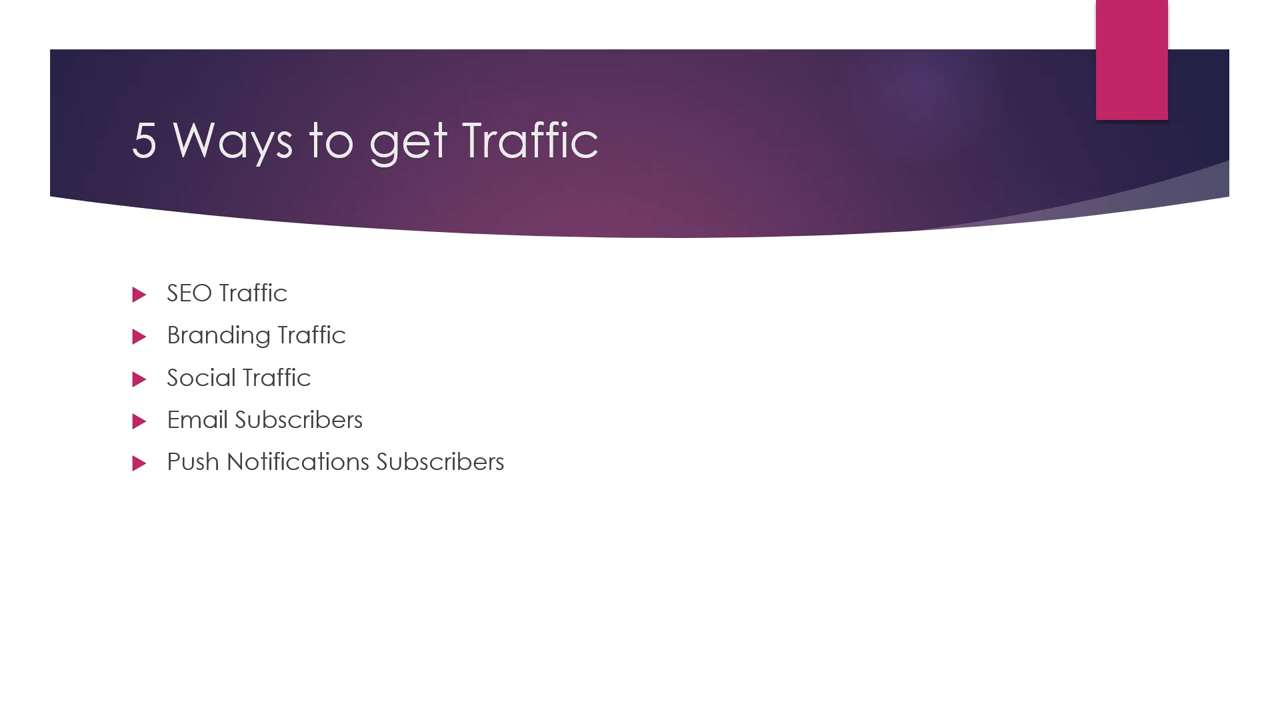 5 Ways to get Traffic
SEO Traffic
Branding Traffic
Social Traffic
Email Subscribers
Push Notifications Subscribers